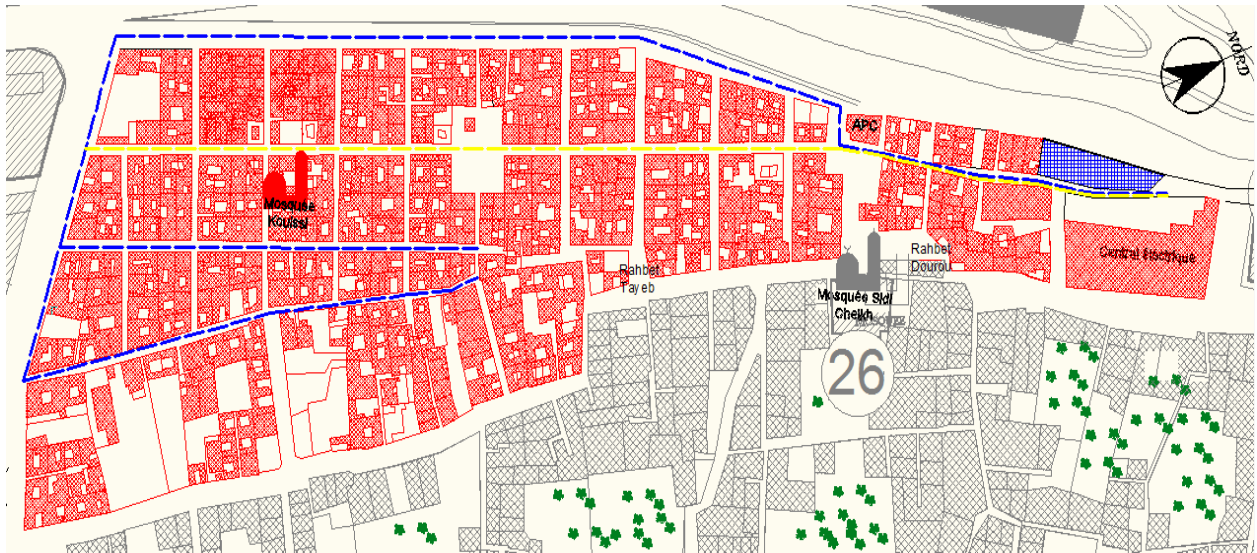 NORD
APC
Mosquée
Kouissi
Rahbet
Tayeb
Rahbet
Dourou
Central électrique
Mosquée Sidi
Cheikh
26